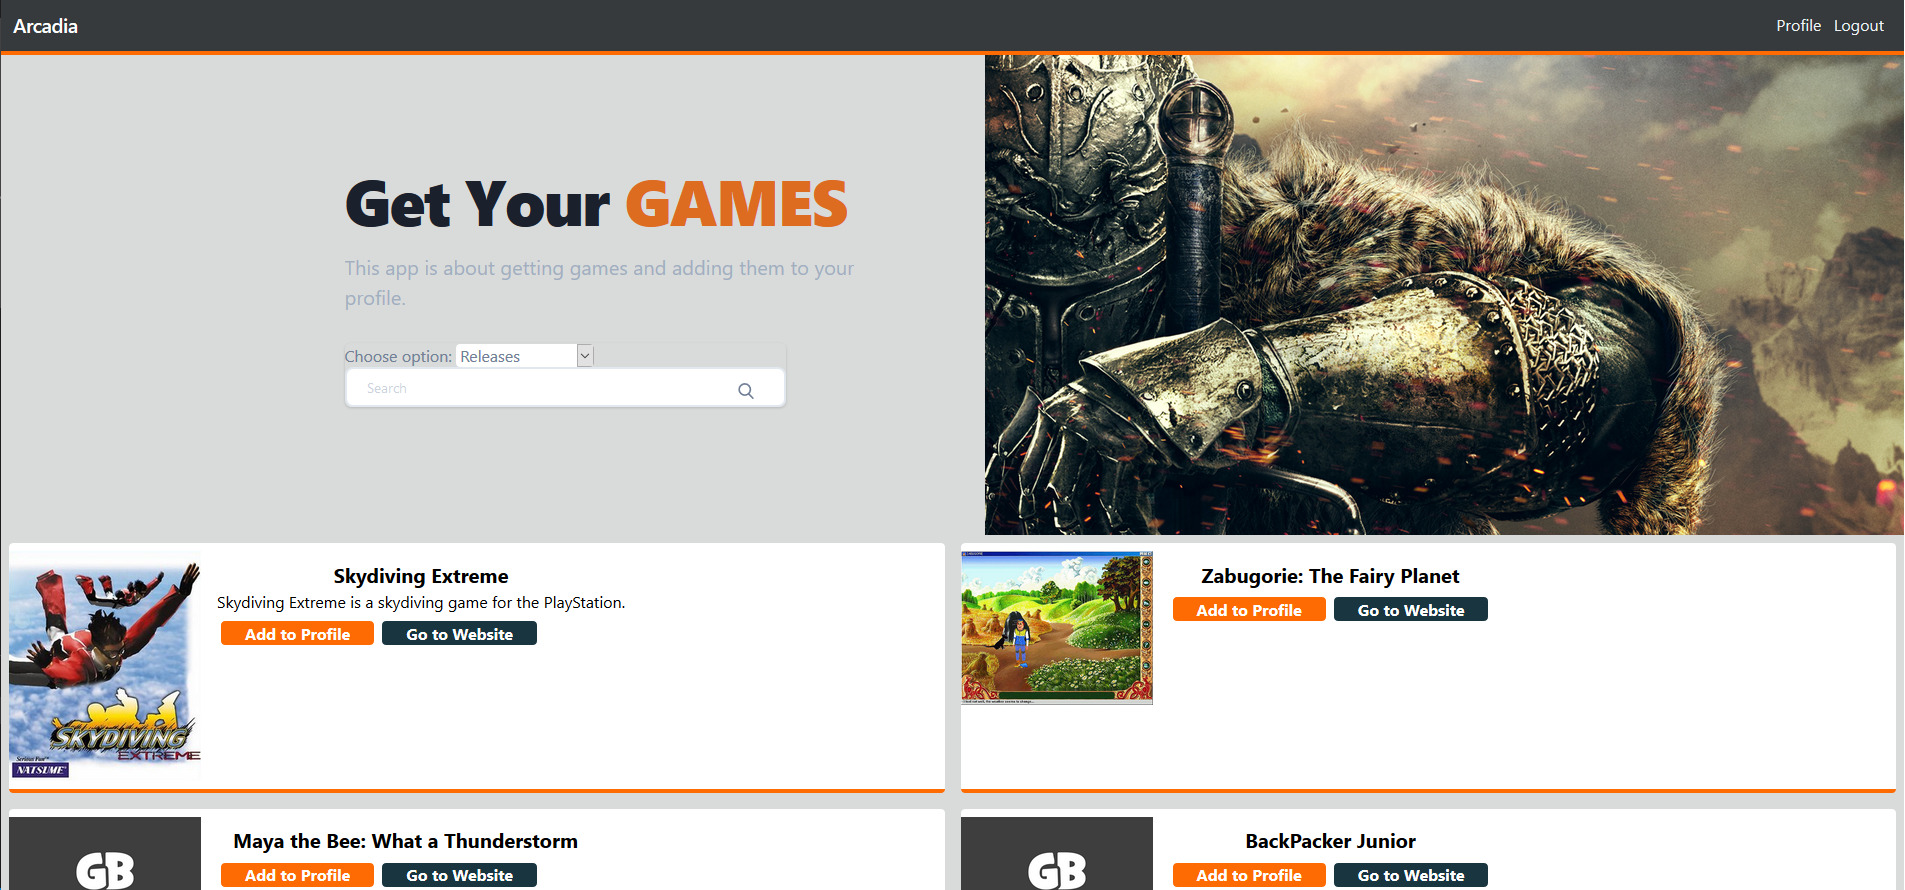 Arcadia
Profile Logout
Get Your GAMES
This app is about getting games and adding them to your
profile.
Choose option: Releases
Search
Skydiving Extreme
Skydiving Extreme is a skydiving game for the PlayStation.
Add to Profile Go to Website
SKYDIVING
EXTREME
Serious Fun™
NATSUME
Zabugorie: The Fairy Planet
Add to Profile Go to Website
Maya the Bee: What a Thunderstorm
Add to Profile Go to Website
GB
BackPacker Junior
Add to Profile Go to Website
GB